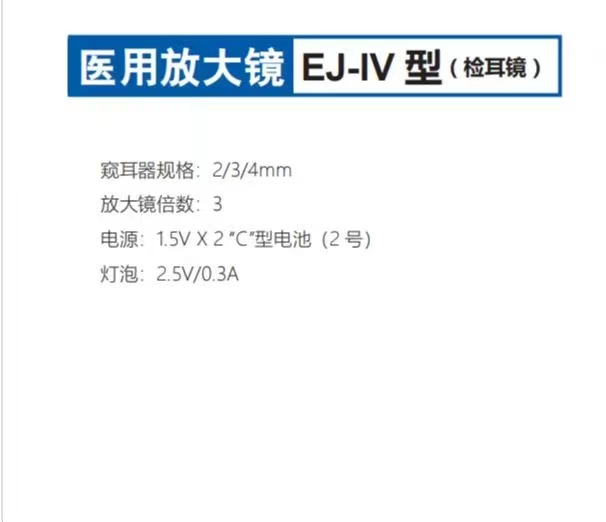 医用放大镜 EJ-IV 型（检耳镜）
窥耳器规格：2/3/4mm
放大镜倍数：3
电源：1.5V X 2 “C”型电池（2 号）
灯泡：2.5V/0.3A